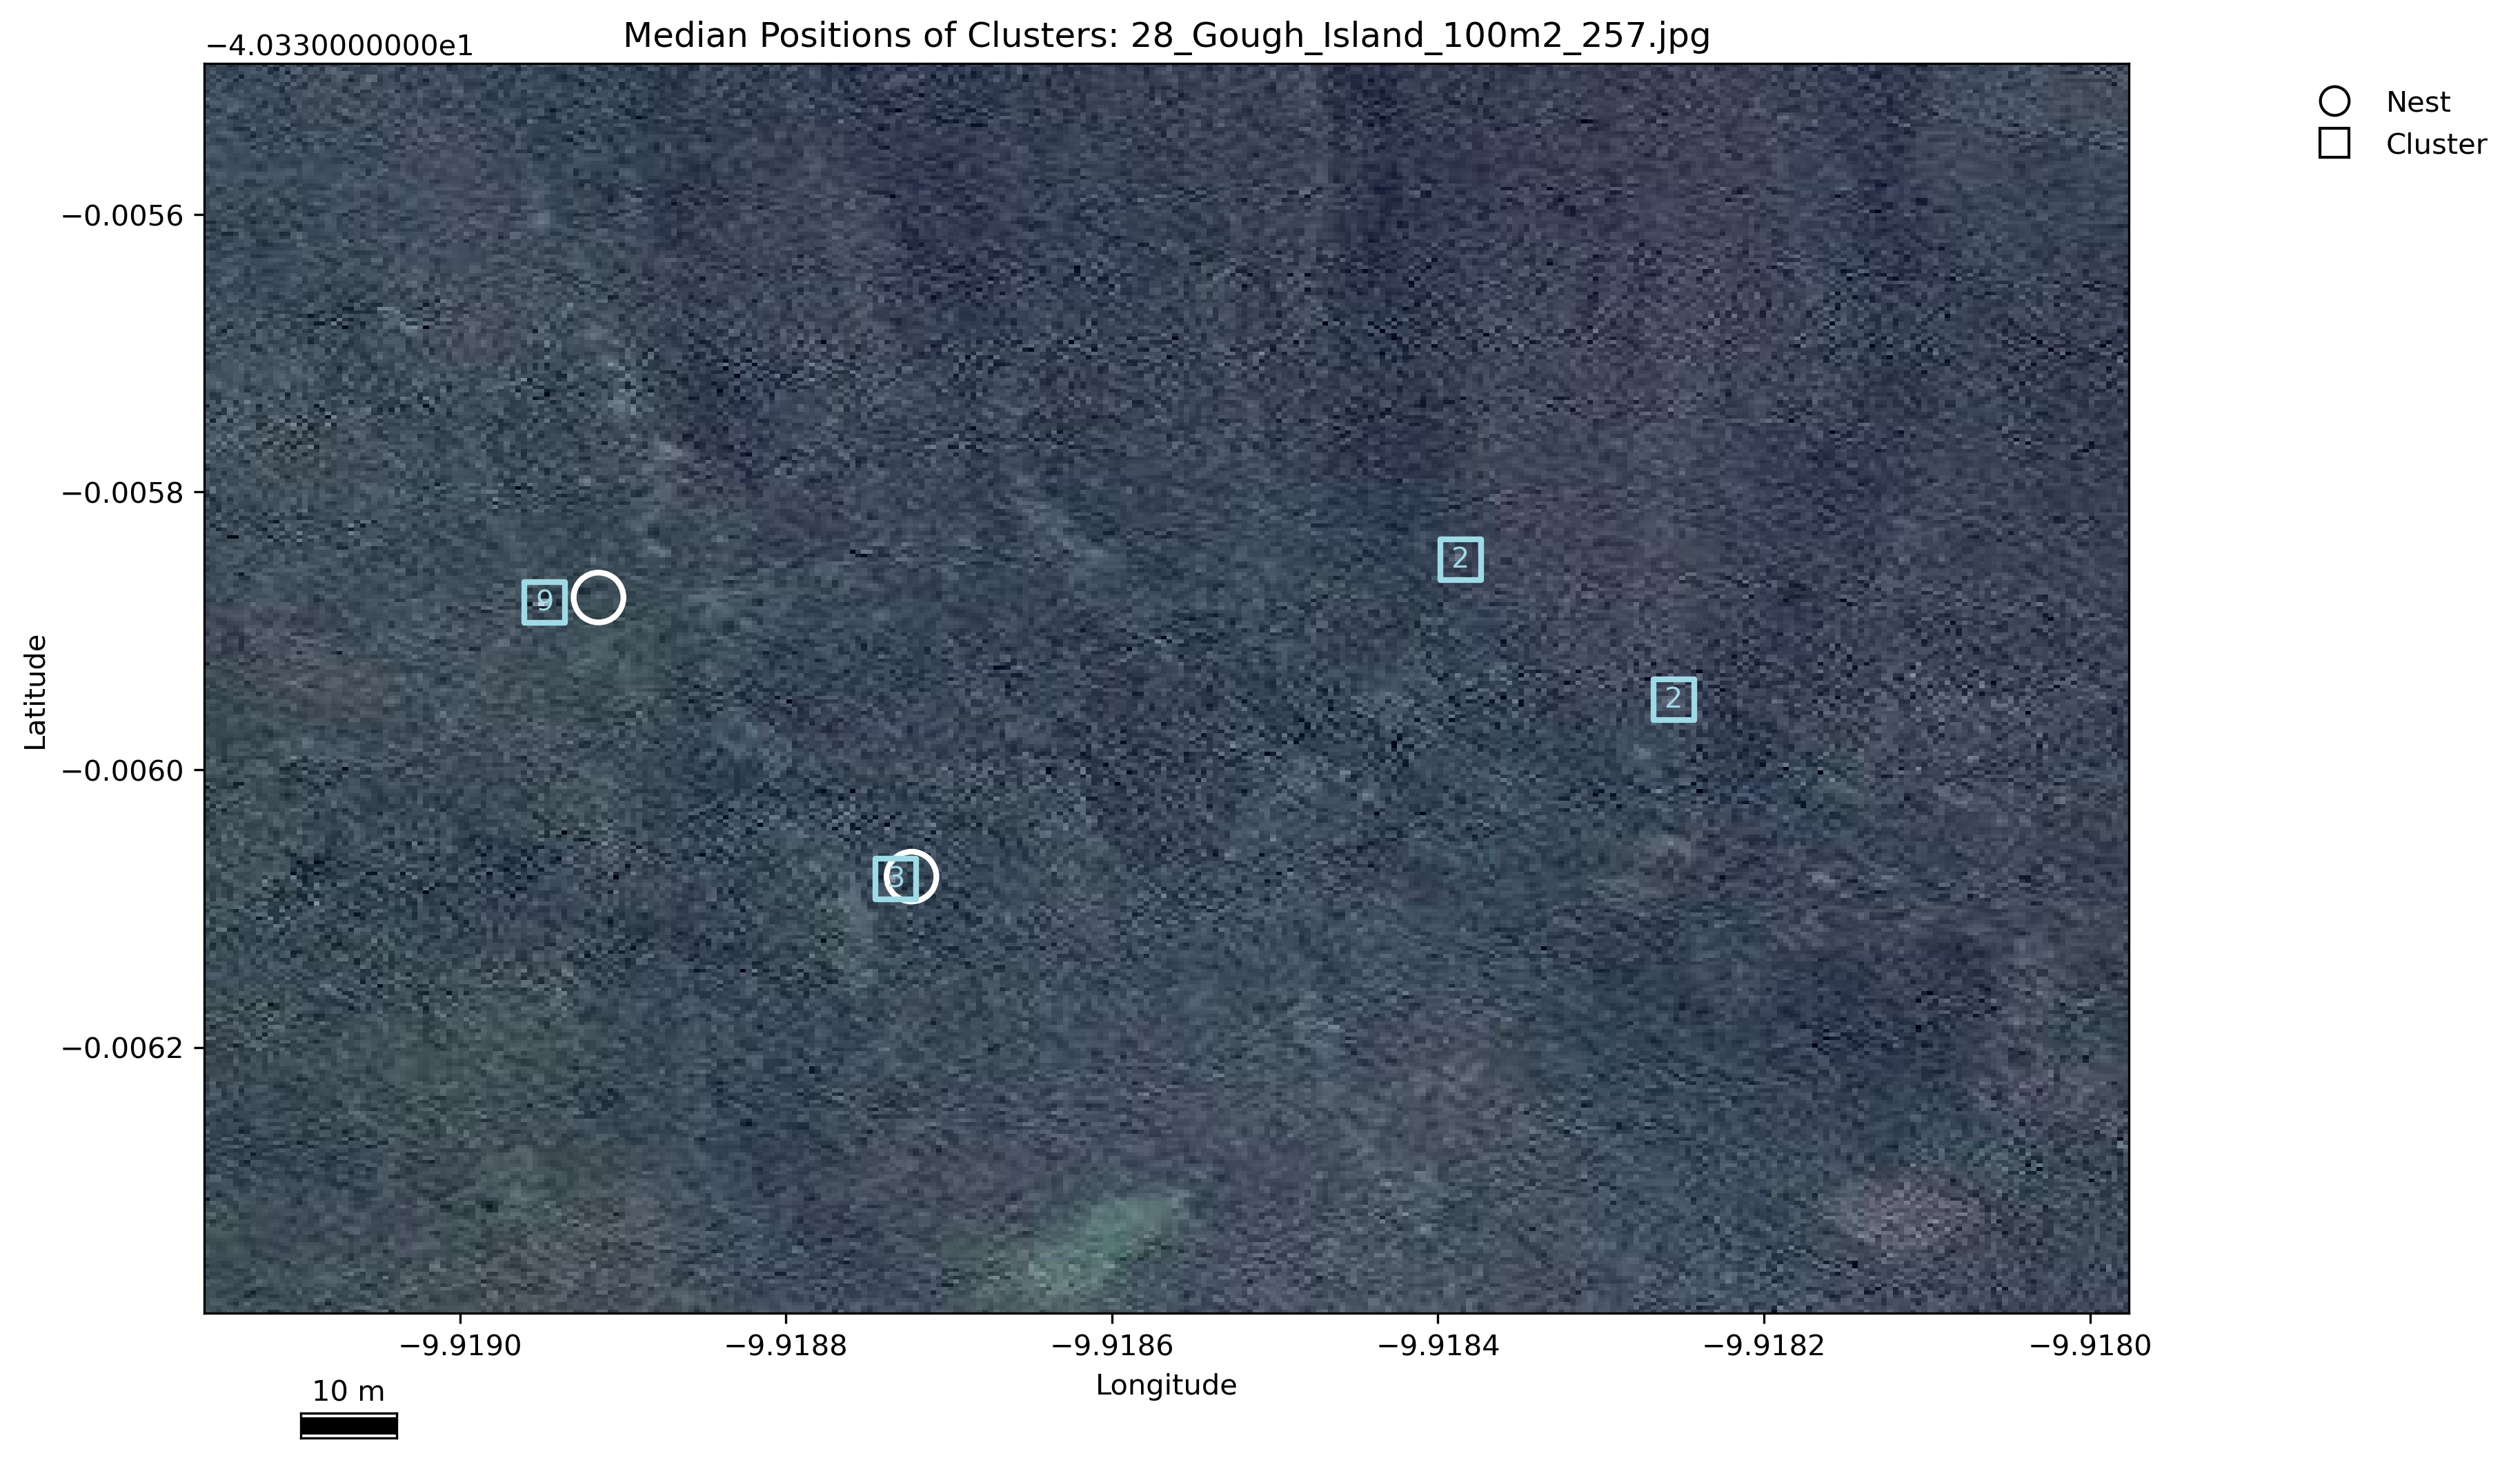 Median Positions of Clusters: 28_Gough_Island_100m2_257.jpg
−4.0330000000e1
Nest
Cluster
−0.0056
−0.0058
−0.0060
−0.0062
Latitude
2
9
2
3
−9.9190
−9.9188
−9.9186
−9.9184
−9.9182
−9.9180
Longitude
10 m